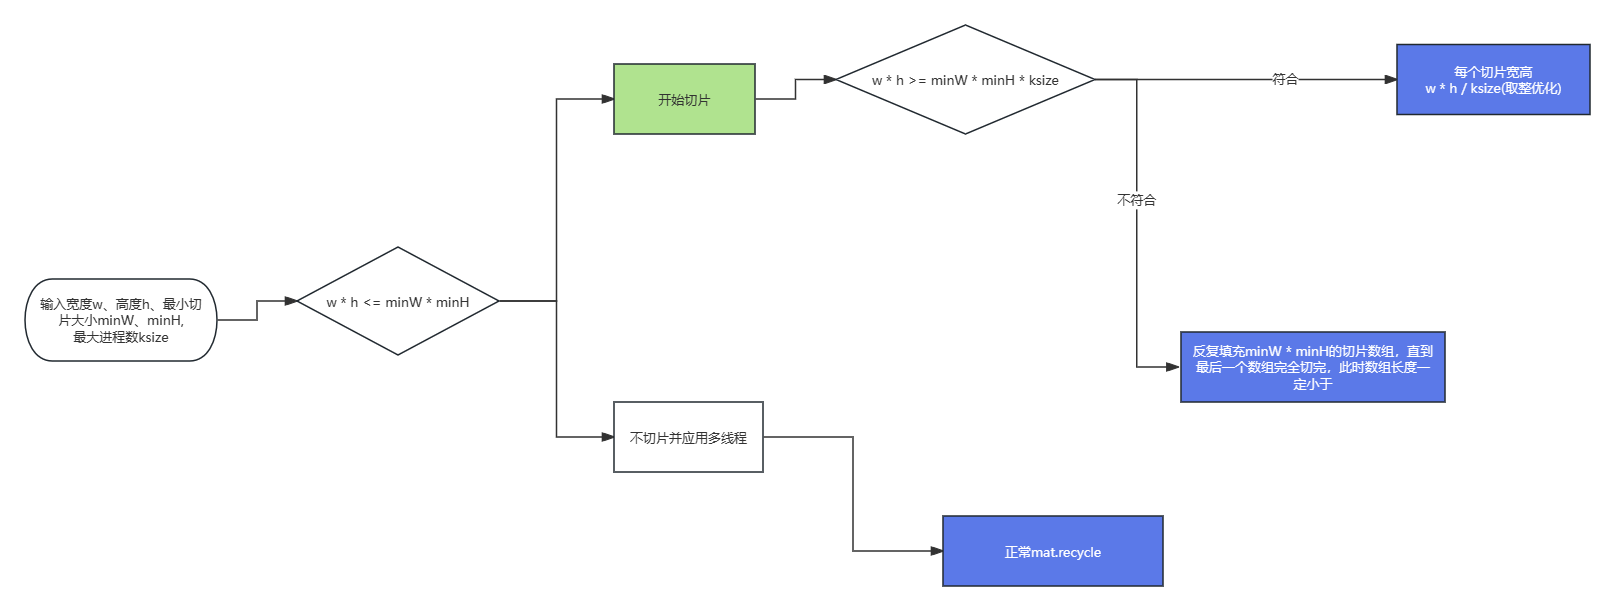 输入宽度w、高度h、最小切
片大小minW、minH,
最大进程数ksize
w * h <= minW * minH
开始切片
w * h >= minW * minH * ksize
符合
每个切片宽高
w * h / ksize(取整优化)
不符合
反复填充minW * minH的切片数组，直到
最后一个数组完全切完，此时数组长度一
定小于
不切片并应用多线程
正常mat.recycle